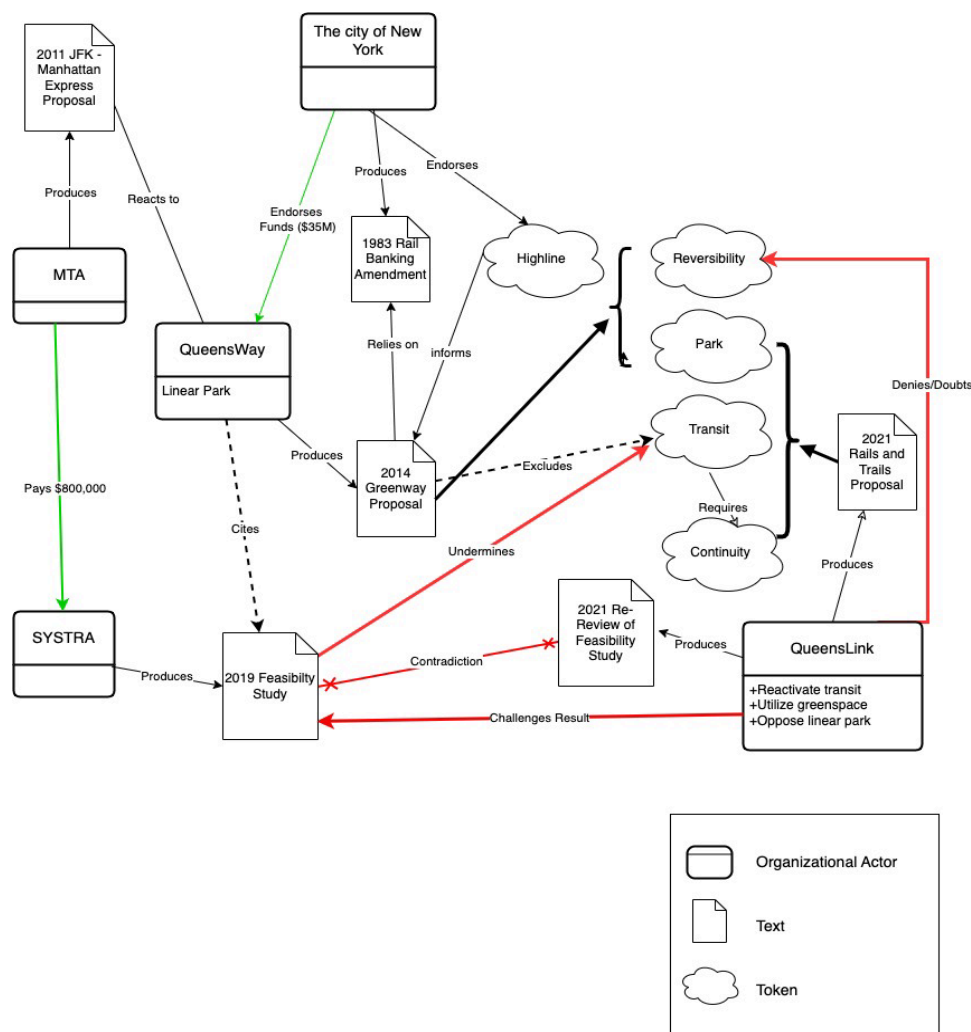 The city of New
York
2011 JFK -
Manhattan
Express
Proposal
Endorses
Produces
Produces
Reacts to
Endorses
Funds ($35M)
1983 Rail
Banking
Amendment
Highline
Reversibility
MTA
QueensWay
Linear Park
Relies on
informs
Park
Denies/Doubts
Transit
2021
Rails and
Trails
Proposal
Produces
2014
Greenway
Proposal
Excludes
Pays $800,000
Requires
Cites
Undermines
Continuity
Produces
SYSTRA
2021 Re-
Review of
Feasibility
Study
Produces
QueensLink
Contradiction
Produces
2019 Feasibilty
Study
+Reactivate transit
+Utilize greenspace
+Oppose linear park
Challenges Result
Organizational Actor
Text
Token